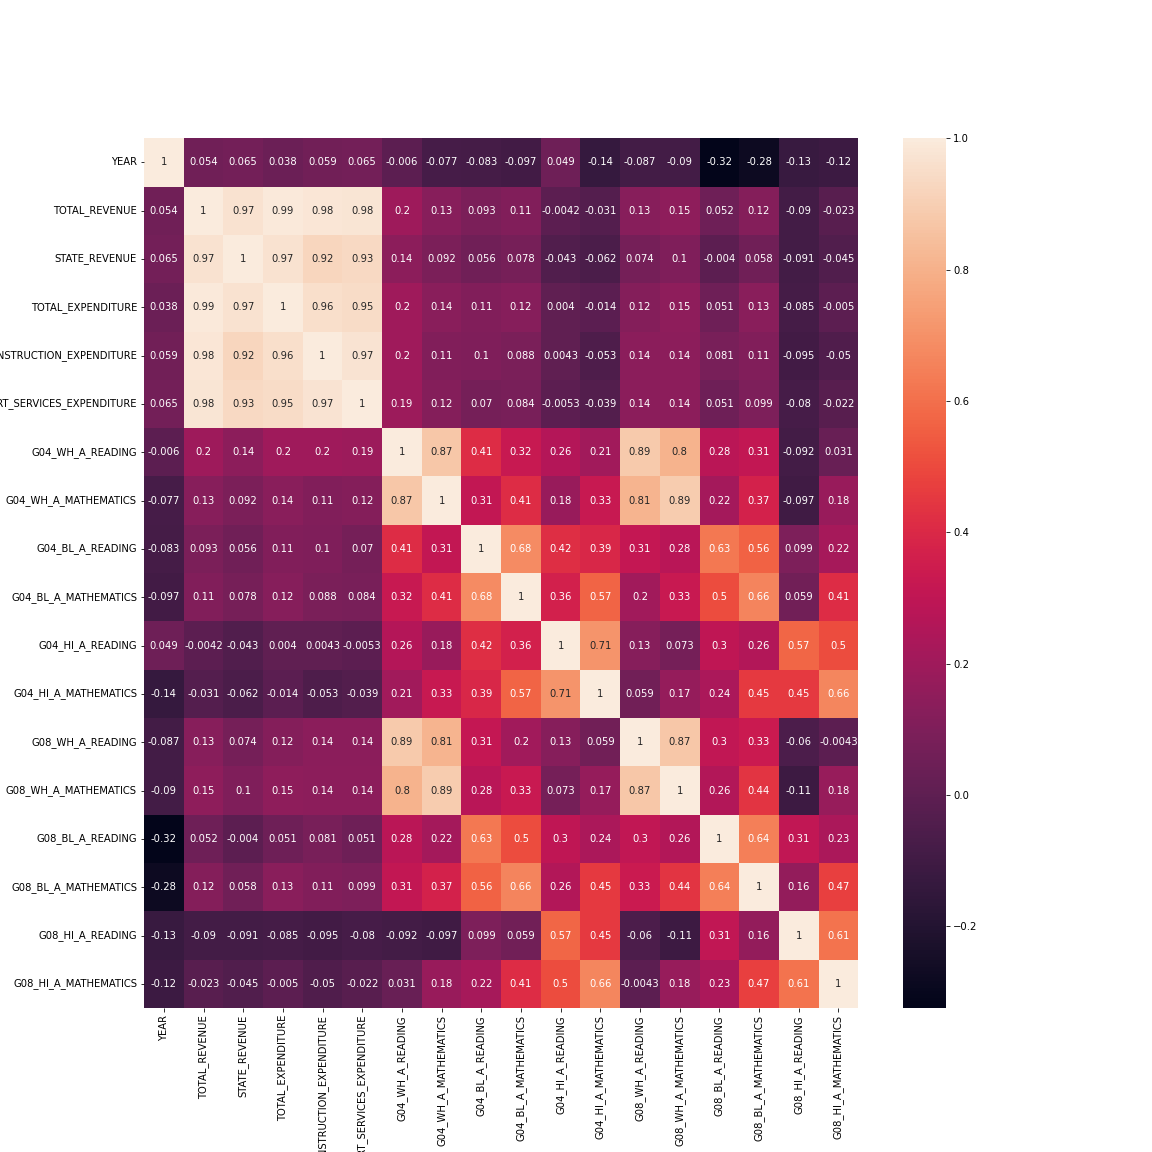 YEAR 1 0.054 0.065 0.038 0.059 0.065 -0.006 -0.077 -0.083 -0.097 0.049 -0.14 -0.087 -0.09 -0.32 -0.28 -0.13 -0.12
TOTAL_REVENUE 0.054 1 0.97 0.99 0.98 0.98 0.2 0.13 0.093 0.11 -0.0042 -0.031 0.13 0.15 0.052 0.12 -0.09 -0.023
STATE_REVENUE 0.065 0.97 1 0.97 0.92 0.93 0.14 0.092 0.056 0.078 -0.043 -0.062 0.074 0.1 -0.004 0.058 -0.091 -0.045
TOTAL_EXPENDITURE 0.038 0.99 0.97 1 0.96 0.95 0.2 0.14 0.11 0.12 0.004 -0.014 0.12 0.15 0.051 0.13 -0.085 -0.005
NSTRUCTION_EXPENDITURE 0.059 0.98 0.92 0.96 1 0.97 0.2 0.11 0.1 0.088 0.0043 -0.053 0.14 0.14 0.081 0.11 -0.095 -0.05
RT_SERVICES_EXPENDITURE 0.065 0.98 0.93 0.95 0.97 1 0.19 0.12 0.07 0.084 -0.0053 -0.039 0.14 0.14 0.051 0.099 -0.08 -0.022
G04_WH_A_READING -0.006 0.2 0.14 0.2 0.2 0.19 1 0.87 0.41 0.32 0.26 0.21 0.89 0.8 0.28 0.31 -0.092 0.031
G04_WH_A_MATHEMATICS -0.077 0.13 0.092 0.14 0.11 0.12 0.87 1 0.31 0.41 0.18 0.33 0.81 0.89 0.22 0.37 -0.097 0.18
G04_BL_A_READING -0.083 0.093 0.056 0.11 0.1 0.07 0.41 0.31 1 0.68 0.42 0.39 0.31 0.28 0.63 0.56 0.099 0.22
G04_BL_A_MATHEMATICS -0.097 0.11 0.078 0.12 0.088 0.084 0.32 0.41 0.68 1 0.36 0.57 0.2 0.33 0.5 0.66 0.059 0.41
G04_HI_A_READING 0.049 -0.0042 -0.043 0.004 0.0043 -0.0053 0.26 0.18 0.42 0.36 1 0.71 0.13 0.073 0.3 0.26 0.57 0.5
G04_HI_A_MATHEMATICS -0.14 -0.031 -0.062 -0.014 -0.053 -0.039 0.21 0.33 0.39 0.57 0.71 1 0.059 0.17 0.24 0.45 0.45 0.66
G08_WH_A_READING -0.087 0.13 0.074 0.12 0.14 0.14 0.89 0.81 0.31 0.2 0.13 0.059 1 0.87 0.3 0.33 -0.06 -0.0043
G08_WH_A_MATHEMATICS -0.09 0.15 0.1 0.15 0.14 0.14 0.8 0.89 0.28 0.33 0.073 0.17 0.87 1 0.26 0.44 -0.11 0.18
G08_BL_A_READING -0.32 0.052 -0.004 0.051 0.081 0.051 0.28 0.22 0.63 0.5 0.3 0.24 0.3 0.26 1 0.64 0.31 0.23
G08_BL_A_MATHEMATICS -0.28 0.12 0.058 0.13 0.11 0.099 0.31 0.37 0.56 0.66 0.26 0.45 0.33 0.44 0.64 1 0.16 0.47
G08_HI_A_READING -0.13 -0.09 -0.091 -0.085 -0.095 -0.08 -0.092 -0.097 0.099 0.059 0.57 0.45 -0.06 -0.11 0.31 0.16 1 0.61
G08_HI_A_MATHEMATICS -0.12 -0.023 -0.045 -0.005 -0.05 -0.022 0.031 0.18 0.22 0.41 0.5 0.66 -0.0043 0.18 0.23 0.47 0.61 1
YEAR
TOTAL_REVENUE
STATE_REVENUE
TOTAL_EXPENDITURE
NSTRUCTION_EXPENDITURE
RT_SERVICES_EXPENDITURE
G04_WH_A_READING
G04_WH_A_MATHEMATICS
G04_BL_A_READING
G04_BL_A_MATHEMATICS
G04_HI_A_READING
G04_HI_A_MATHEMATICS
G08_WH_A_READING
G08_WH_A_MATHEMATICS
G08_BL_A_READING
G08_BL_A_MATHEMATICS
G08_HI_A_READING
G08_HI_A_MATHEMATICS
1.0
0.8
0.6
0.4
0.2
0.0
−0.2